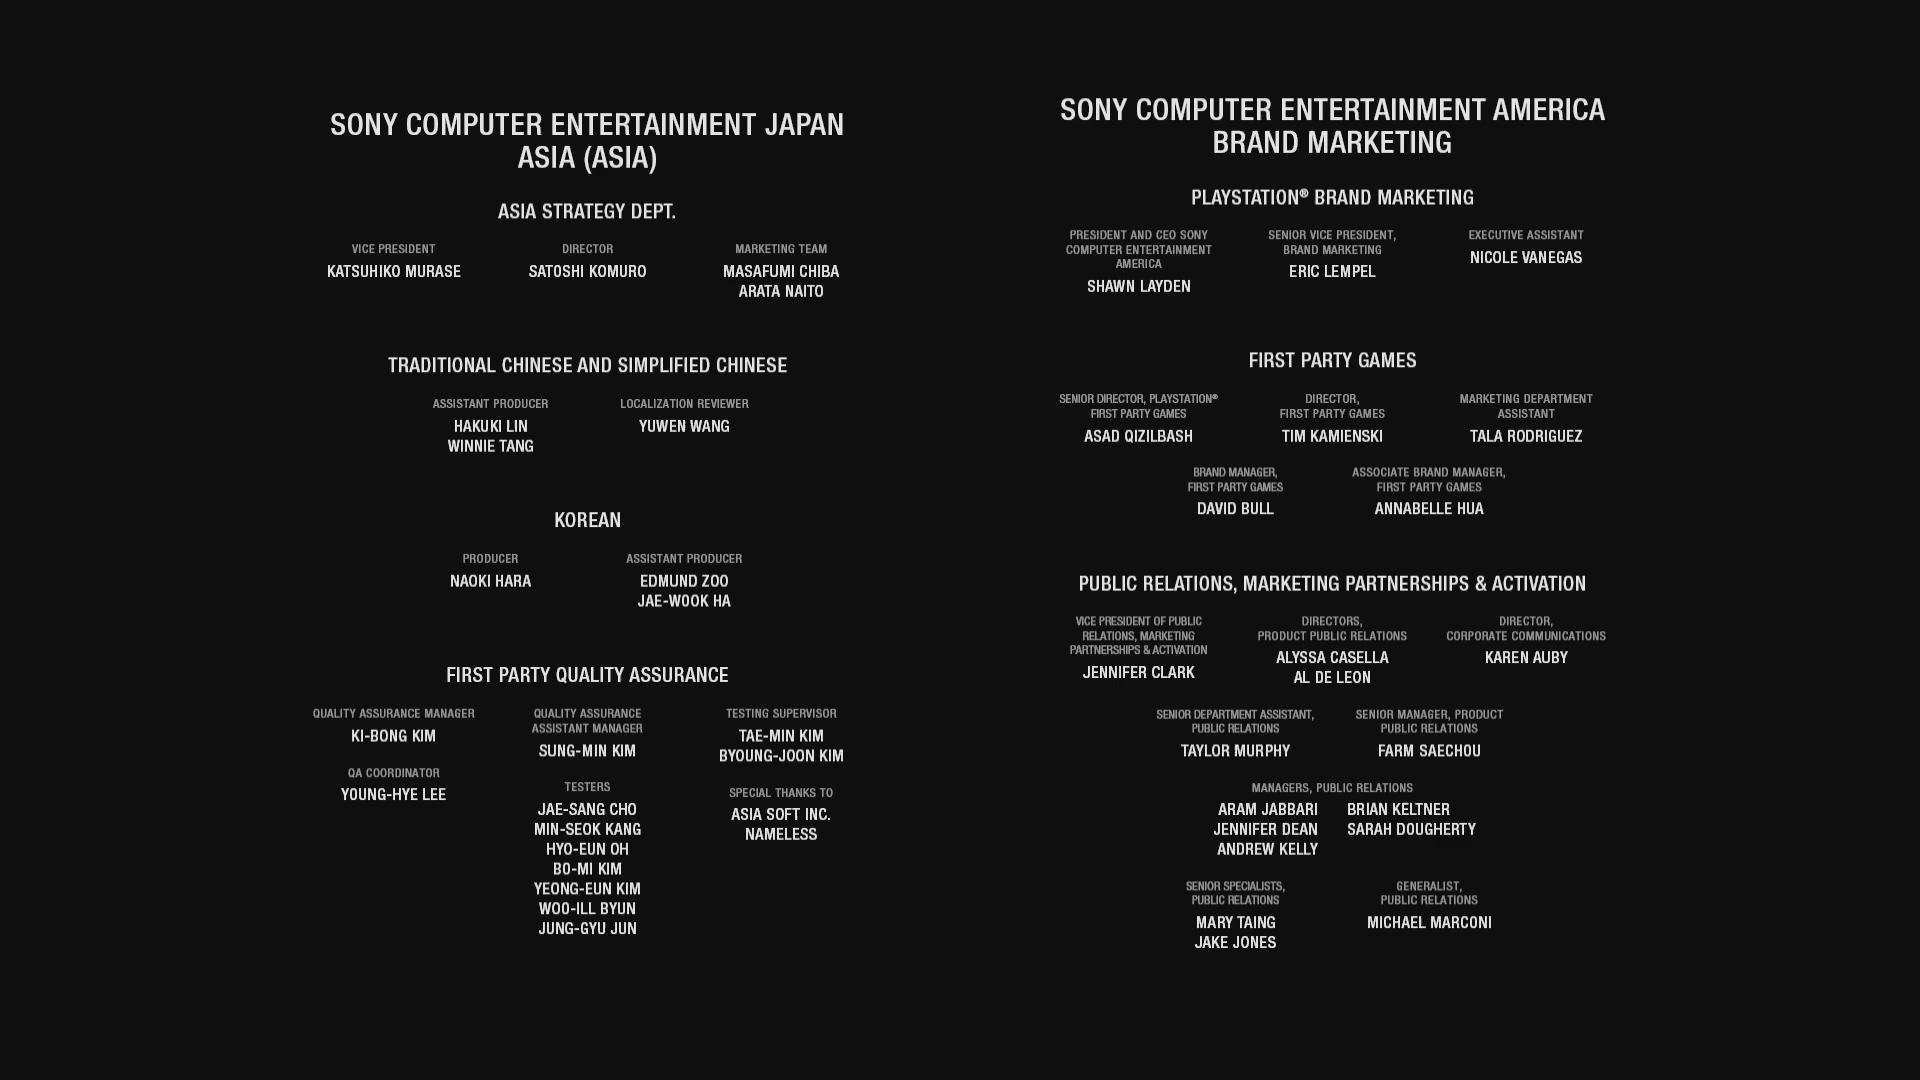 SONY COMPUTER ENTERTAINMENT JAPAN
ASIA (ASIA)
ASIA STRATEGY DEPT.
VICE PRESIDENT
KATSUHIKO MURASE
DIRECTOR
SATOSHI KOMURO
MARKETING TEAM
MASAFUMI CHIBA
ARATA NAITO
TRADITIONAL CHINESE AND SIMPLIFIED CHINESE
ASSISTANT PRODUCER
HAKUKI LIN
WINNIE TANG
LOCALIZATION REVIEWER
YUWEN WANG
KOREAN
PRODUCER
NAOKI HARA
ASSISTANT PRODUCER
EDMUND ZOO
JAE-WOOK HA
FIRST PARTY QUALITY ASSURANCE
QUALITY ASSURANCE MANAGER
KI-BONG KIM
QA COORDINATOR
YOUNG-HYE LEE
QUALITY ASSURANCE
ASSISTANT MANAGER
SUNG-MIN KIM
TESTERS
JAE-SANG CHO
MIN-SEOK KANG
HYO-EUN OH
BO-MI KIM
YEONG-EUN KIM
WOO-ILL BYUN
JUNG-GYU JUN
TESTING SUPERVISOR
TAE-MIN KIM
BYOUNG-JOON KIM
SPECIAL THANKS TO
ASIA SOFT INC.
NAMELESS
SONY COMPUTER ENTERTAINMENT AMERICA
BRAND MARKETING
PLAYSTATION® BRAND MARKETING
PRESIDENT AND CEO SONY
COMPUTER ENTERTAINMENT
AMERICA
SHAWN LAYDEN
SENIOR VICE PRESIDENT,
BRAND MARKETING
ERIC LEMPEL
EXECUTIVE ASSISTANT
NICOLE VANEGAS
FIRST PARTY GAMES
SENIOR DIRECTOR, PLAYSTATION®
FIRST PARTY GAMES
ASAD QIZILBASH
DIRECTOR,
FIRST PARTY GAMES
TIM KAMIENSKI
MARKETING DEPARTMENT
ASSISTANT
TALA RODRIGUEZ
BRAND MANAGER,
FIRST PARTY GAMES
DAVID BULL
ASSOCIATE BRAND MANAGER,
FIRST PARTY GAMES
ANNABELLE HUA
PUBLIC RELATIONS, MARKETING PARTNERSHIPS & ACTIVATION
VICE PRESIDENT OF PUBLIC
RELATIONS, MARKETING
PARTNERSHIPS & ACTIVATION
JENNIFER CLARK
DIRECTORS,
PRODUCT PUBLIC RELATIONS
ALYSSA CASELLA
AL DE LEON
DIRECTOR,
CORPORATE COMMUNICATIONS
KAREN AUBY
SENIOR DEPARTMENT ASSISTANT,
PUBLIC RELATIONS
TAYLOR MURPHY
SENIOR MANAGER, PRODUCT
PUBLIC RELATIONS
FARM SAECHOU
MANAGERS, PUBLIC RELATIONS
ARAM JABBARI
JENNIFER DEAN
ANDREW KELLY
BRIAN KELTNER
SARAH DOUGHERTY
SENIOR SPECIALISTS,
PUBLIC RELATIONS
MARY TAING
JAKE JONES
GENERALIST,
PUBLIC RELATIONS
MICHAEL MARCONI